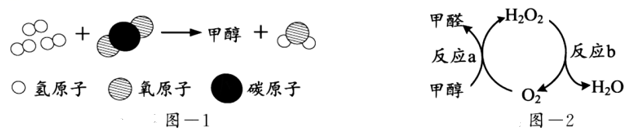 + → 甲醇 +
氢原子 氧原子 碳原子
图-1
甲醛 H₂O₂
反应a 反应b
甲醇 O₂ H₂O
图-2